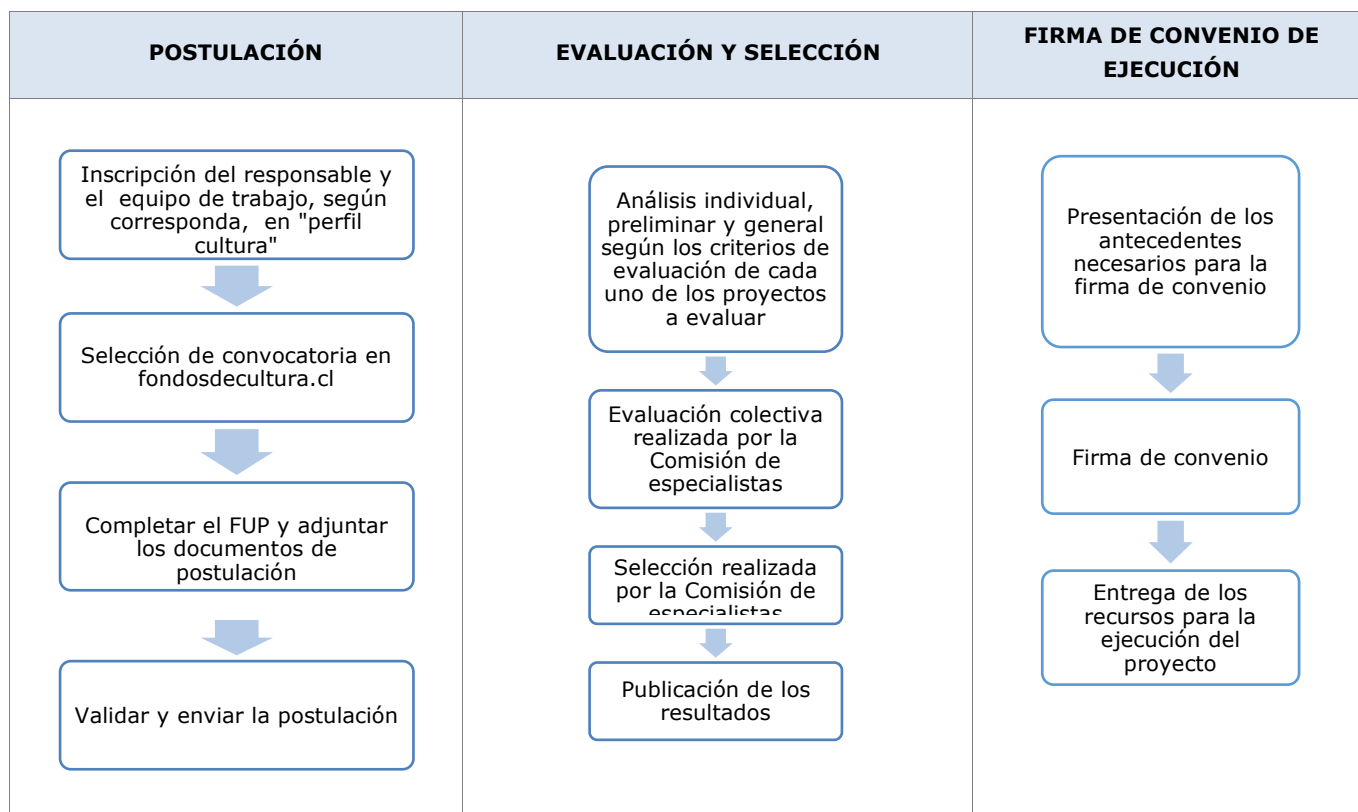 POSTULACIÓN
Inscripción del responsable y
el equipo de trabajo, según
corresponda, en "perfil
cultura"
Selección de convocatoria en
fondosdecultura.cl
Completar el FUP y adjuntar
los documentos de
postulación
Validar y enviar la postulación
EVALUACIÓN Y SELECCIÓN
Análisis individual,
preliminar y general
según los criterios de
evaluación de cada
uno de los proyectos
a evaluar
Evaluación colectiva
realizada por la
Comisión de
especialistas
Selección realizada
por la Comisión de
especialistas
Publicación de los
resultados
FIRMA DE CONVENIO DE
EJECUCIÓN
Presentación de los
antecedentes
necesarios para la
firma de convenio
Firma de convenio
Entrega de los
recursos para la
ejecución del
proyecto